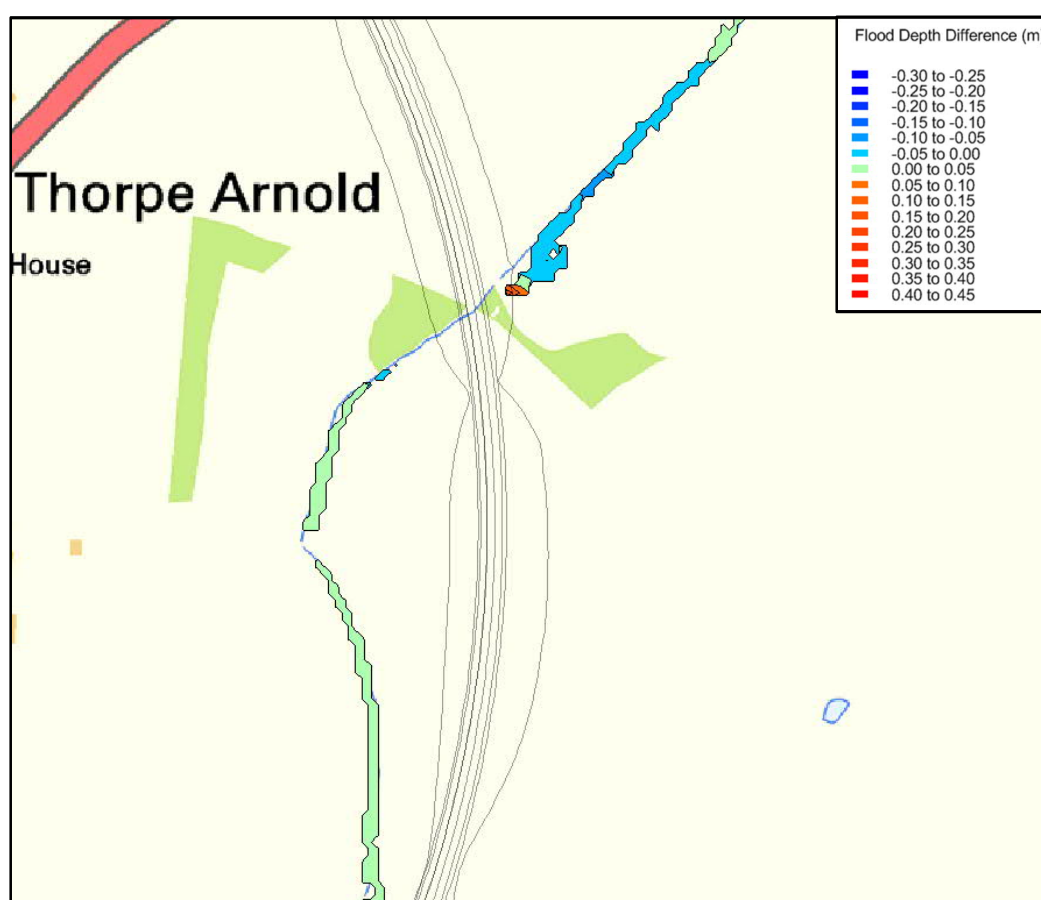 Flood Depth Difference (m
-0.30 to -0.25
-0.25 to -0.20
-0.20 to -0.15
-0.15 to -0.10
-0.10 to -0.05
-0.05 to 0.00
0.00 to 0.05
0.05 to 0.10
0.10 to 0.15
0.15 to 0.20
0.20 to 0.25
0.25 to 0.30
0.30 to 0.35
0.35 to 0.40
0.40 to 0.45
Thorpe Arnold
House